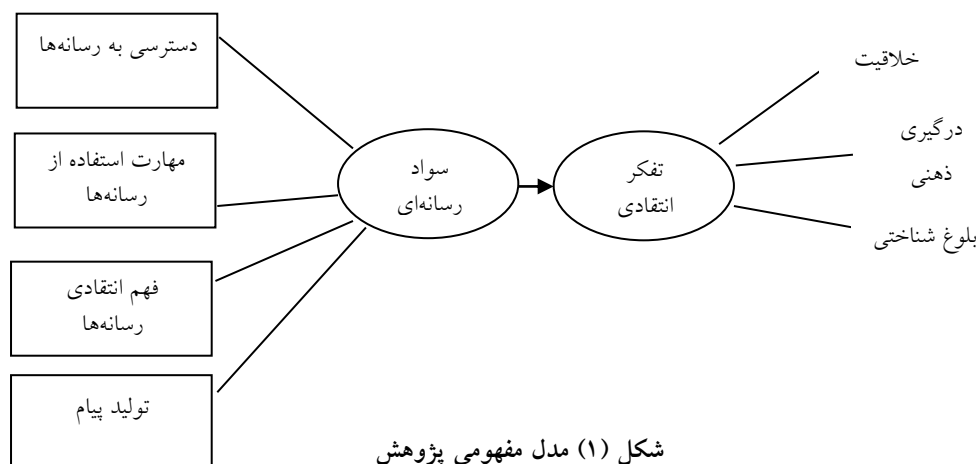 دسترسی به رسانه‌ها
مهارت استفاده از
رسانه‌ها
فهم انتقادی
رسانه‌ها
تولید پیام
سواد
رسانه‌ای
تفکر
انتقادی
خلاقیت
درگیری
ذهنی
بلوغ شناختی
شکل (۱) مدل مفهومی پژوهش